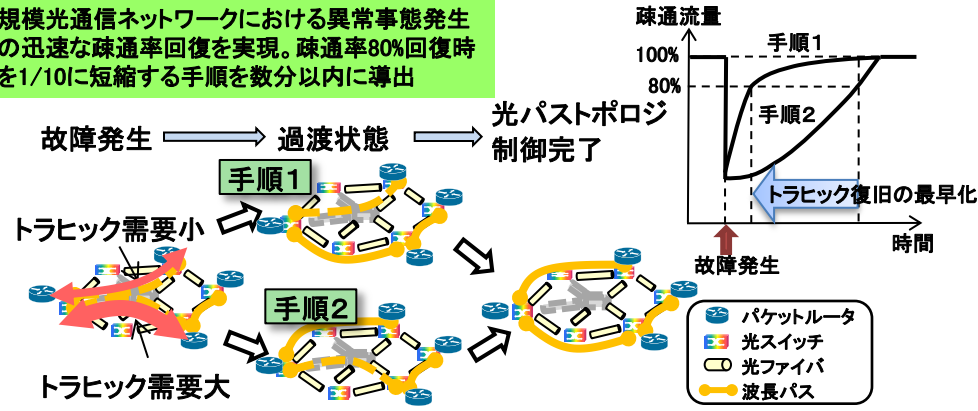 規模光通信ネットワークにおける異常事態発生
の迅速な疎通率回復を実現。疎通率80%回復時
を1/10に短縮する手順を数分以内に導出
故障発生
過渡状態
光パストポロジ
制御完了
手順1
トラヒック需要小
手順2
トラヒック需要大
疎通流量
100%
80%
手順1
手順2
トラヒック復旧の最早化
時間
故障発生
パケットルータ
光スイッチ
光ファイバ
波長パス